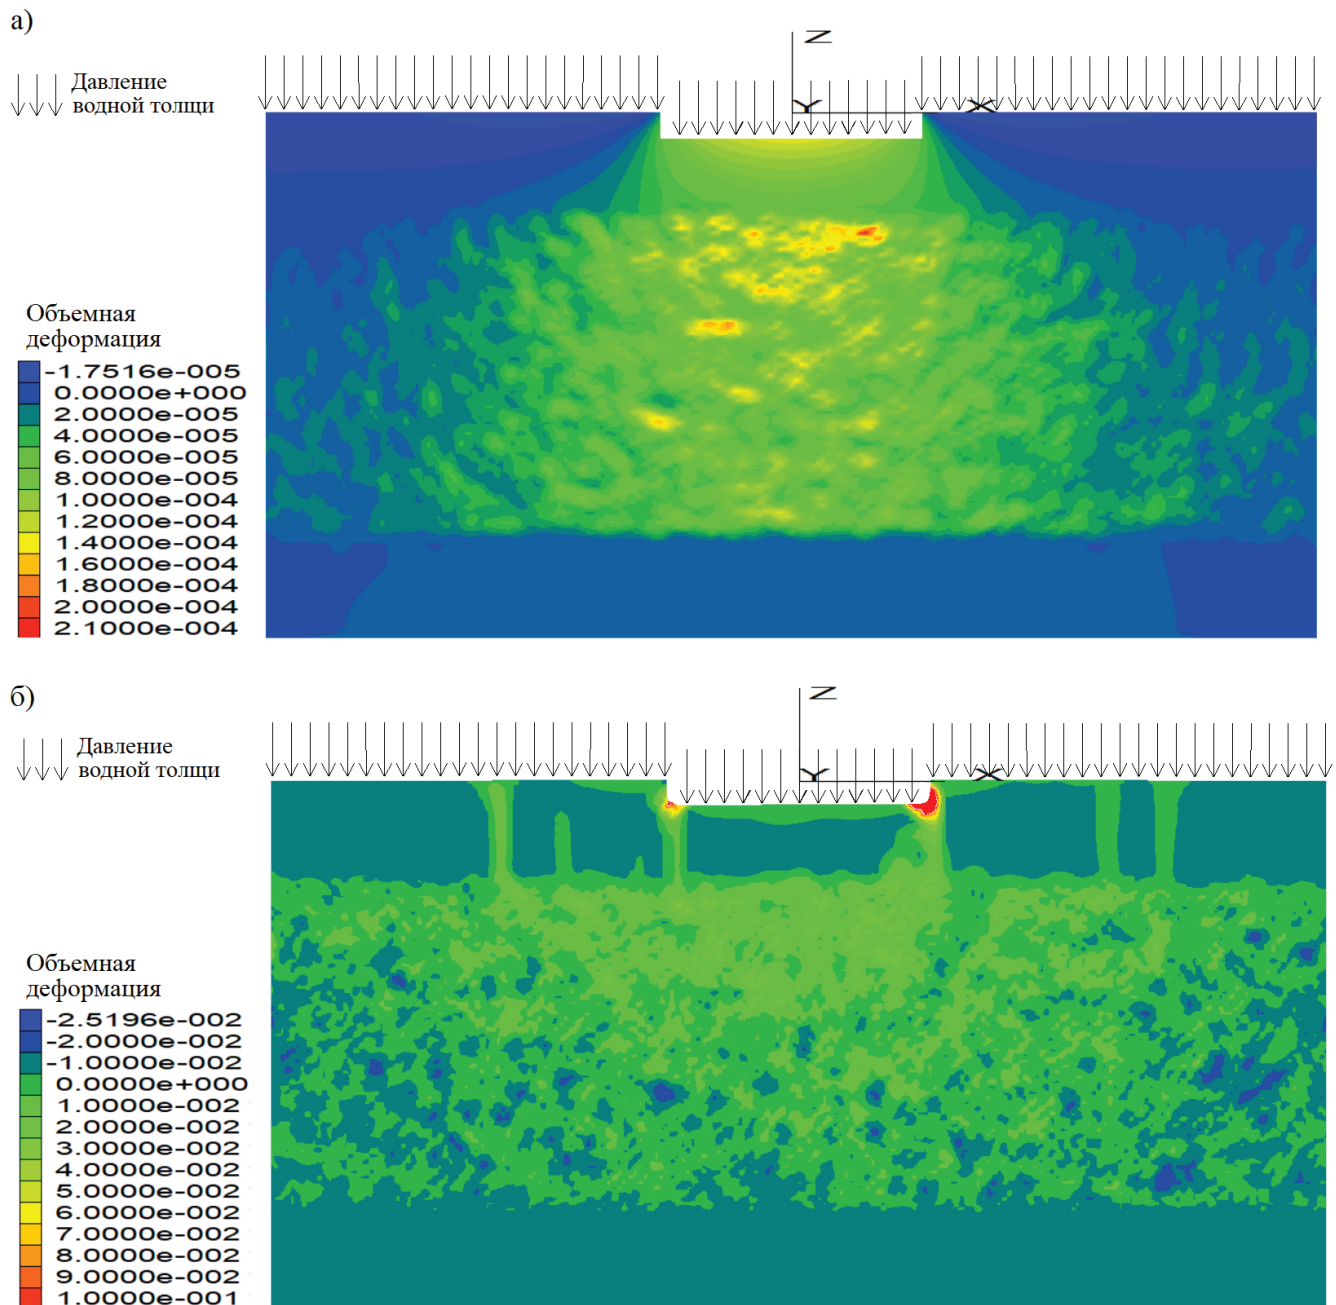 а)
Давление
водной толщи
Z
Y
X
Объемная
деформация
-1.7516e-005
0.0000e+000
2.0000e-005
4.0000e-005
6.0000e-005
8.0000e-005
1.0000e-004
1.2000e-004
1.4000e-004
1.6000e-004
1.8000e-004
2.0000e-004
2.1000e-004
б)
Давление
водной толщи
Z
Y
X
Объемная
деформация
-2.5196e-002
-2.0000e-002
-1.0000e-002
0.0000e+000
1.0000e-002
2.0000e-002
3.0000e-002
4.0000e-002
5.0000e-002
6.0000e-002
7.0000e-002
8.0000e-002
9.0000e-002
1.0000e-001